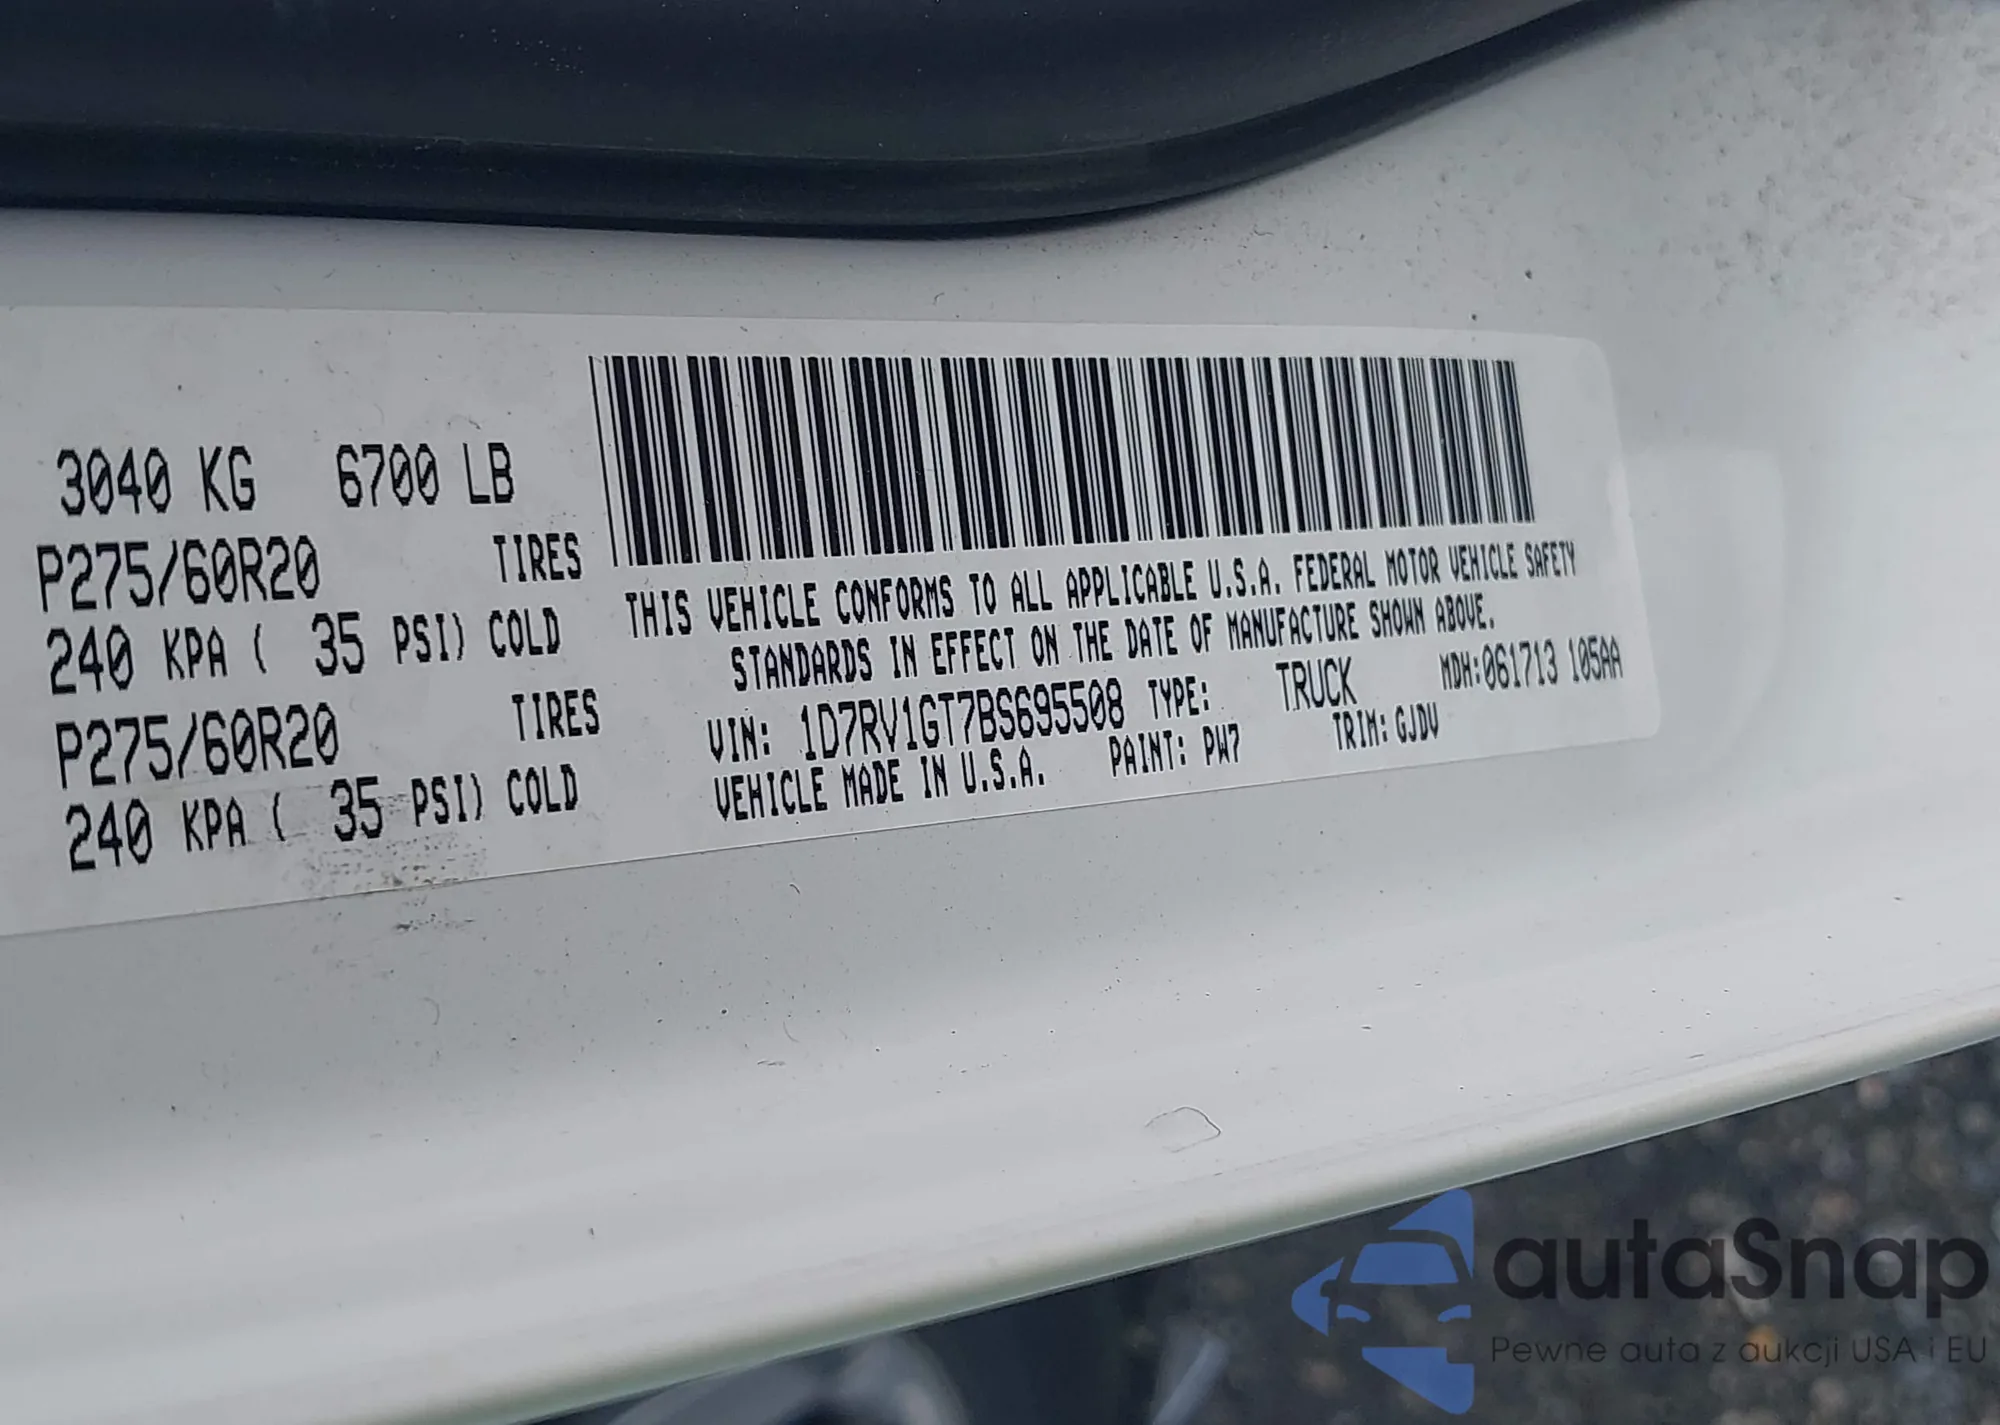 3040 KG 6700 LB
P275/60R20 TIRES
240 KPA ( 35 PSI) COLD
P275/60R20 TIRES
240 KPA ( 35 PSI) COLD
THIS VEHICLE CONFORMS TO ALL APPLICABLE U.S.A. FEDERAL MOTOR VEHICLE SAFETY
STANDARDS IN EFFECT ON THE DATE OF MANUFACTURE SHOWN ABOVE.
VIN: 1D7RV1GT7BS695508 TYPE: TRUCK MDH:061713 105AA
VEHICLE MADE IN U.S.A. PAINT: PW7 TRIM: GJDV
autaSnap
Pewne auta z aukcji USA i EU